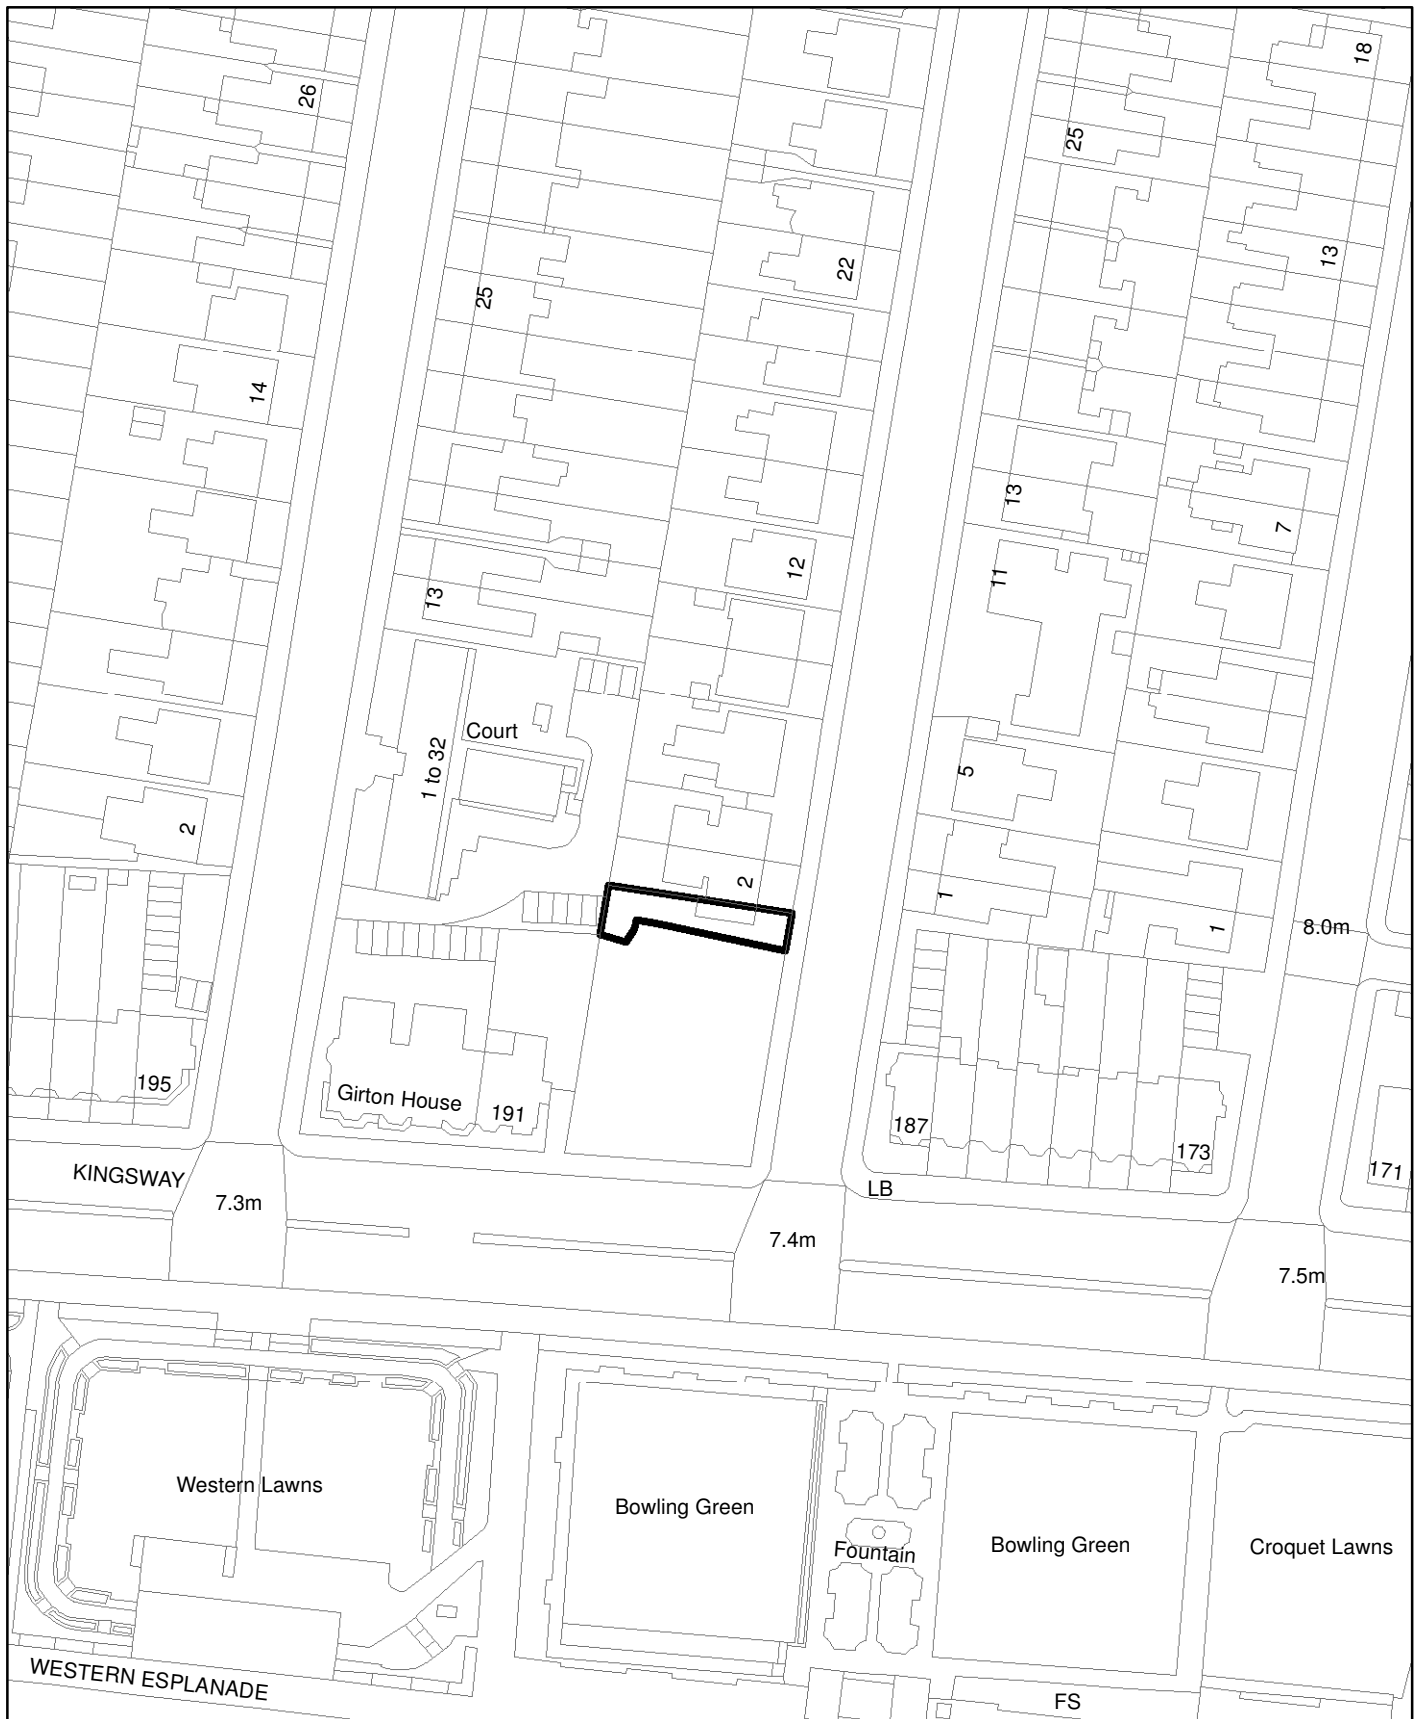 18
26
25
13
22
25
14
13
7
12
11
13
Court
1 to 32
5
2
2
1
1
8.0m
195
Girton House
191
187
173
171
KINGSWAY
LB
7.3m
7.4m
7.5m
Western Lawns
Bowling Green
Fountain
Bowling Green
Croquet Lawns
WESTERN ESPLANADE
FS